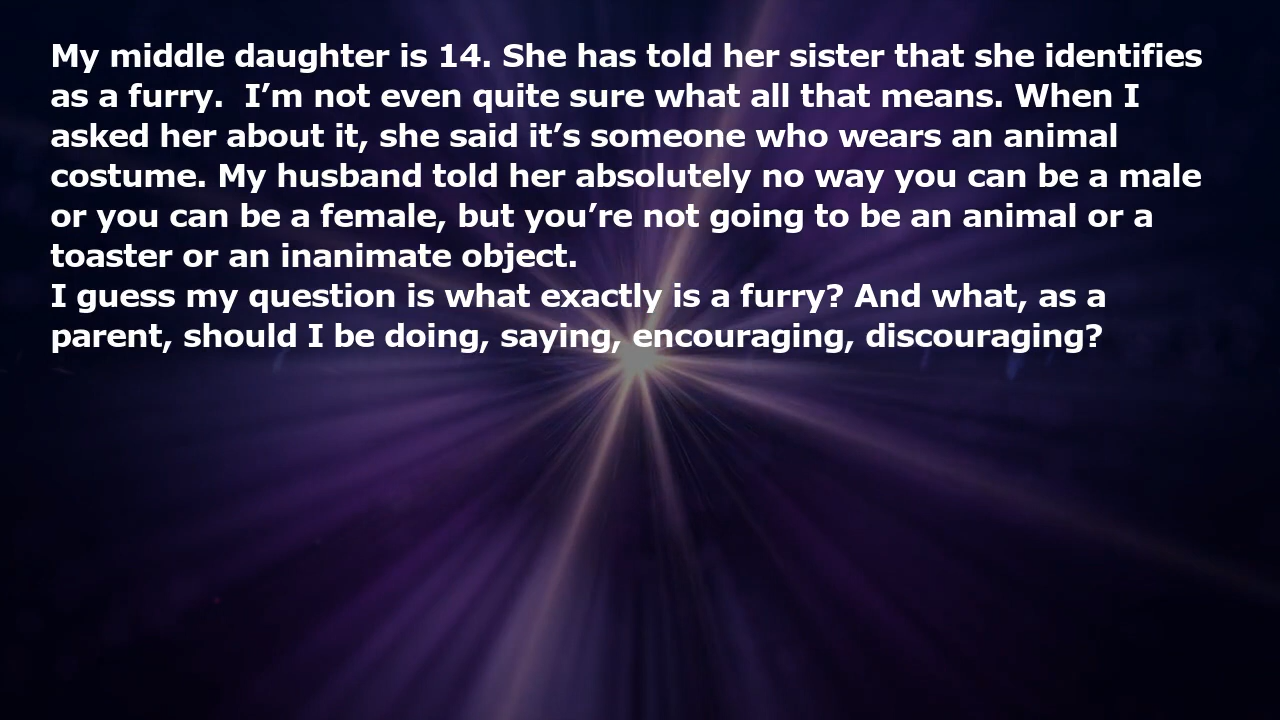 My middle daughter is 14. She has told her sister that she identifies
as a furry.  I’m not even quite sure what all that means. When I
asked her about it, she said it’s someone who wears an animal
costume. My husband told her absolutely no way you can be a male
or you can be a female, but you’re not going to be an animal or a
toaster or an inanimate object.
I guess my question is what exactly is a furry? And what, as a
parent, should I be doing, saying, encouraging, discouraging?